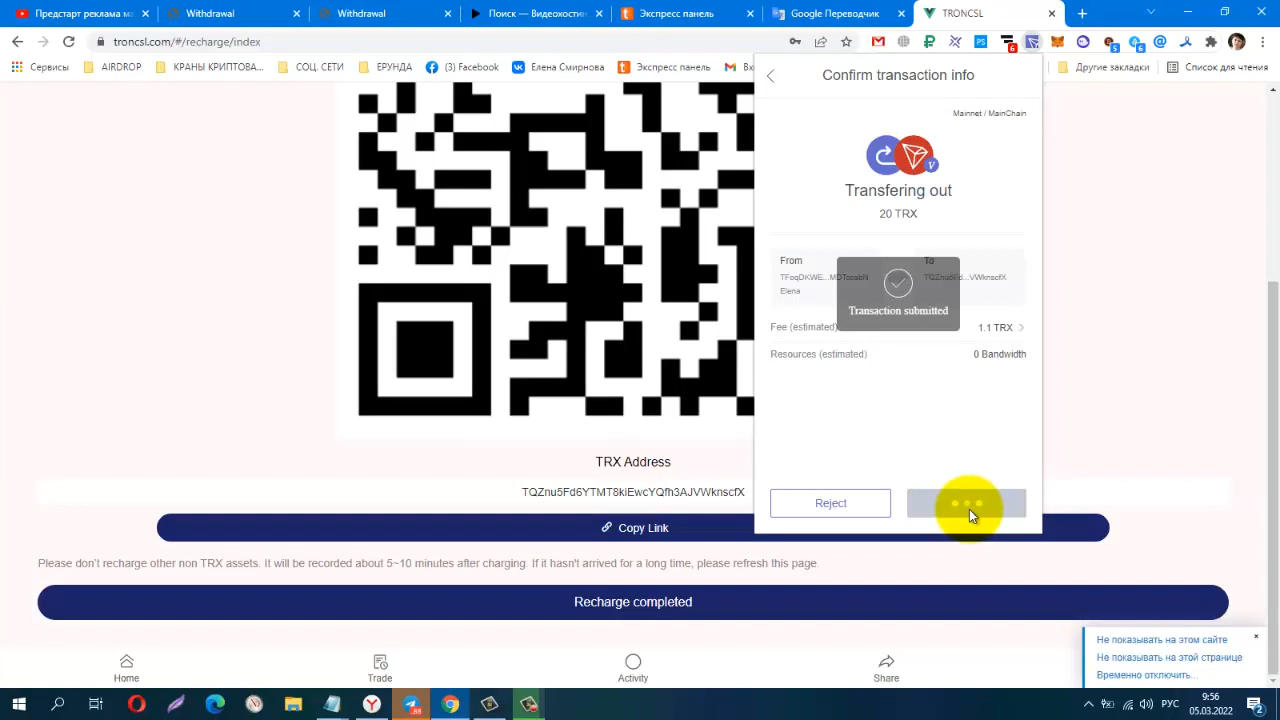 Предстарт реклама ма
Withdrawal
Withdrawal
Поиск — Видеохостин
Экспресс панель
Google Переводчик
TRONCSL
troncsl.com/#/redcharge/index
Сервисы
AIRDROP
КРАНЫ КРИПТОВА...
СОЦ. СЕТИ
ЕРУНДА
(3) Facebook
Елена Смирнова
Экспресс панель
Другие закладки
Список для чтения
Confirm transaction info
Mainnet / MainChain
Transfering out
20 TRX
From
To
Elena
Transaction submitted
Fee (estimated)
1.1 TRX
Resources (estimated)
0 Bandwidth
TRX Address
TQZnu5Fd6YTMT8kiEwcYQfh3AJVWknscfX
Reject
Copy Link
Please don't recharge other non TRX assets. It will be recorded about 5~10 minutes after charging. If it hasn't arrived for a long time, please refresh this page.
Recharge completed
Не показывать на этом сайте
Не показывать на этой странице
Временно отключить...
Home
Trade
Activity
Share
РУС
9:56
05.03.2022